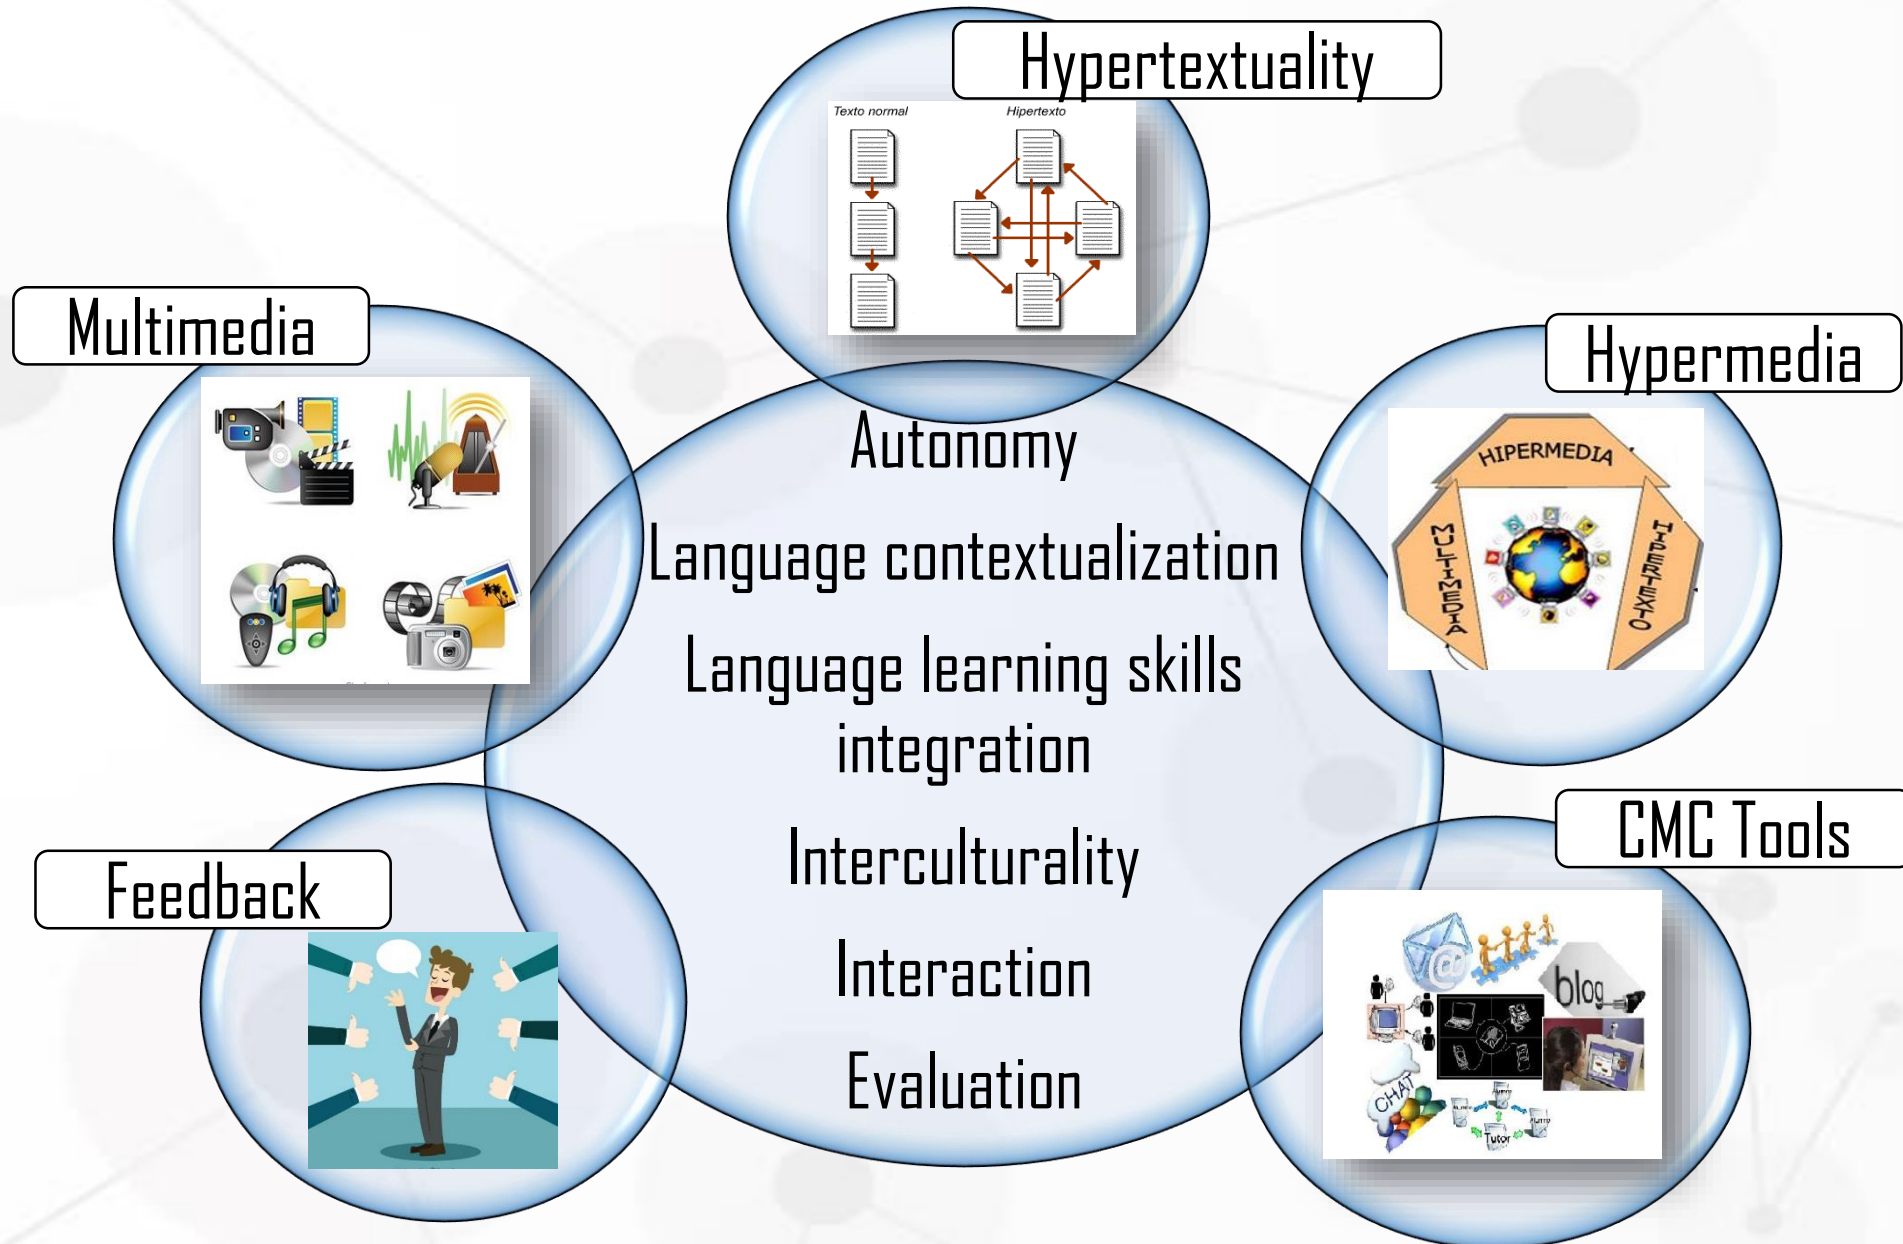 Hypertextuality
Texto normal
Hipertexto
Multimedia
Hypermedia
HIPERMEDIA
MULTIMEDIA
HIPERTEXTO
Autonomy
Language contextualization
Language learning skills
integration
Interculturality
Interaction
Evaluation
Feedback
CMC Tools
@
blog
CHAT
Tutor